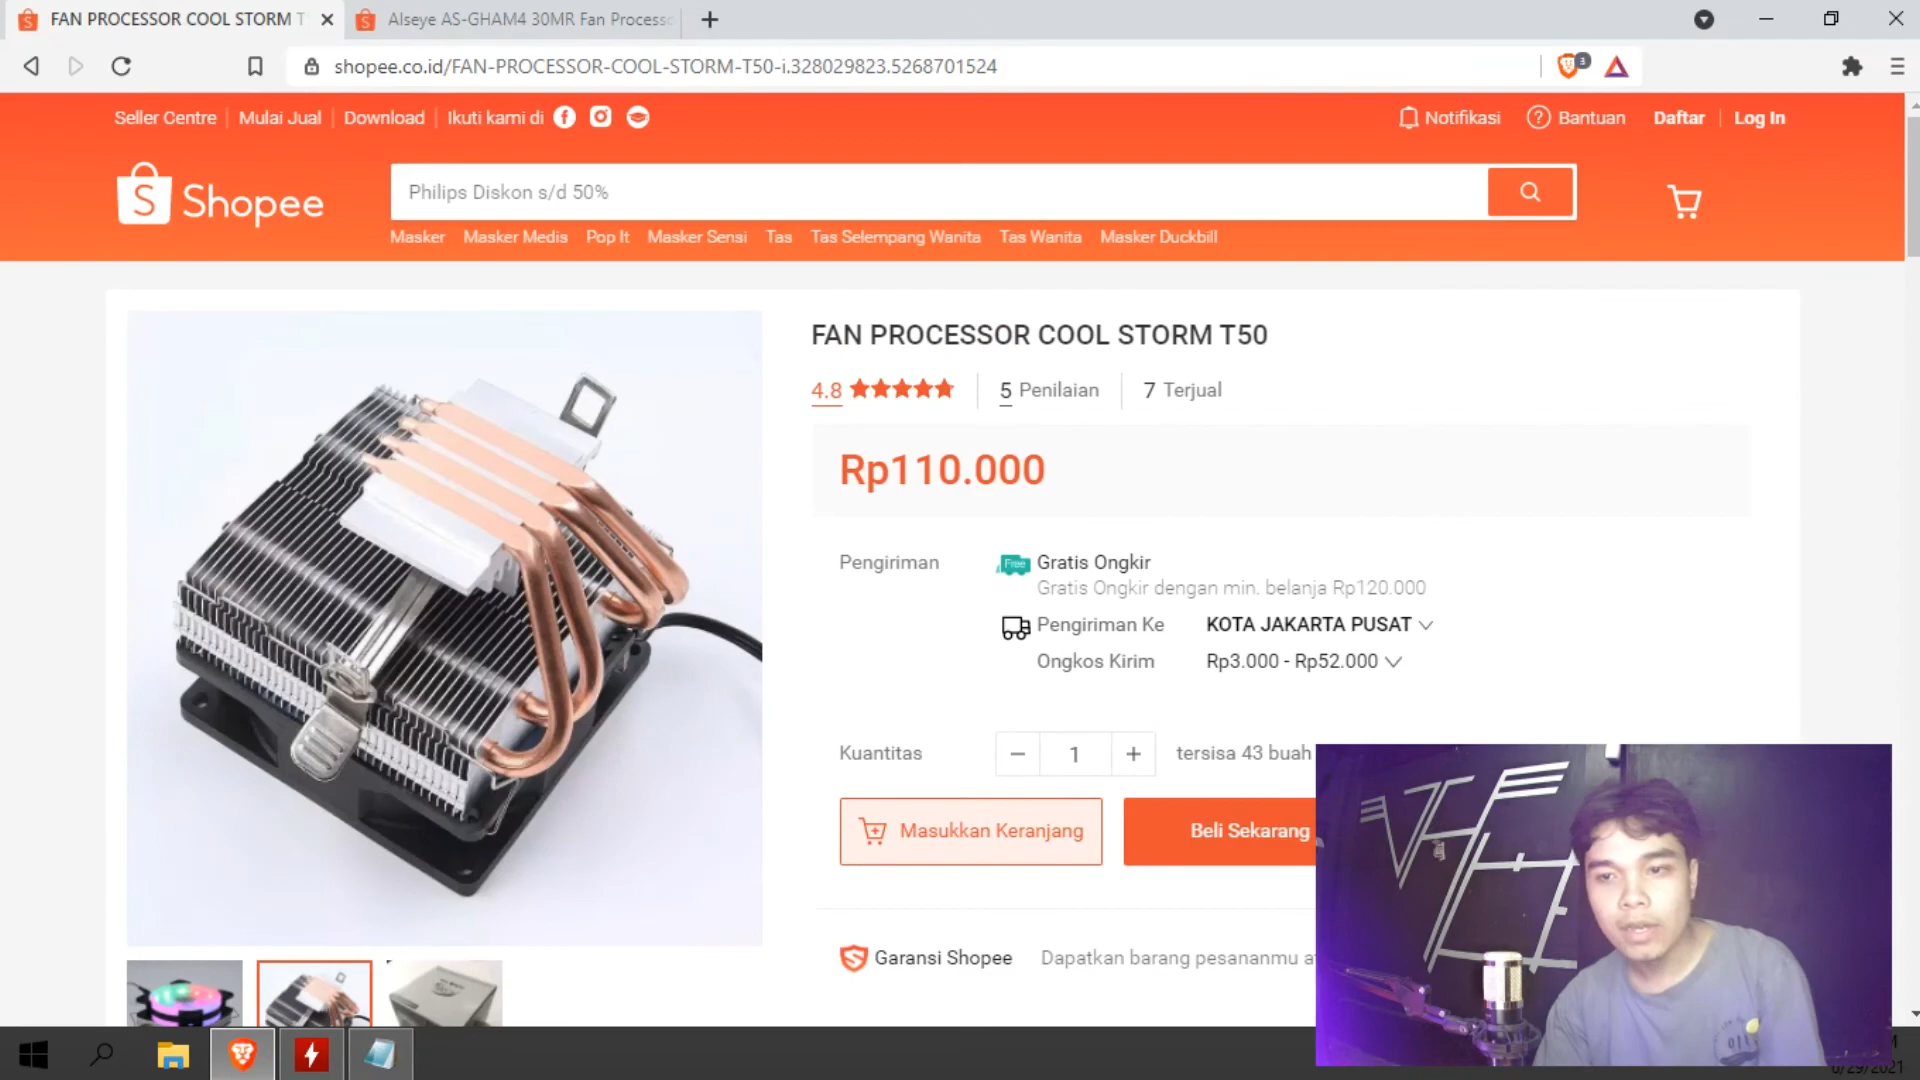 FAN PROCESSOR COOL STORM T
Alseye AS-GHAM4 30MR Fan Process
shopee.co.id/FAN-PROCESSOR-COOL-STORM-T50-i.328029823.5268701524
3
Seller Centre Mulai Jual Download Ikuti kami di
Notifikasi Bantuan Daftar Log In
Shopee
Philips Diskon s/d 50%
Masker Masker Medis Pop It Masker Sensi Tas Tas Selempang Wanita Tas Wanita Masker Duckbill
FAN PROCESSOR COOL STORM T50
4.8 5 Penilaian 7 Terjual
Rp110.000
Pengiriman Free Gratis Ongkir
Gratis Ongkir dengan min. belanja Rp120.000
Pengiriman Ke KOTA JAKARTA PUSAT
Ongkos Kirim Rp3.000 - Rp52.000
Kuantitas 1 tersisa 43 buah
Masukkan Keranjang Beli Sekarang
Garansi Shopee Dapatkan barang pesananmu a